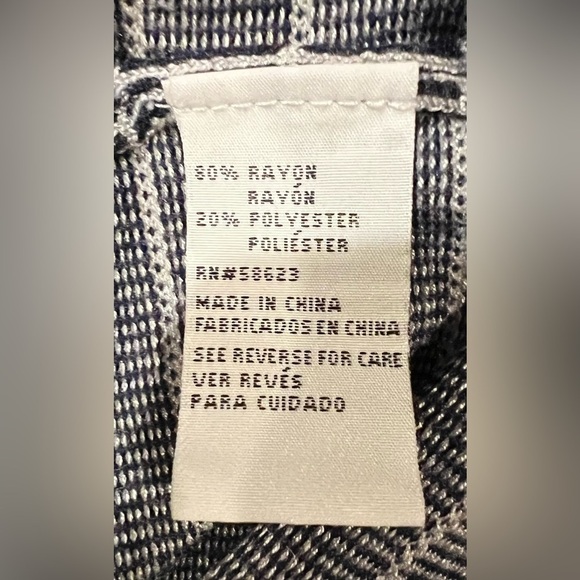 80% RAYON
RAYÓN
20% POLYESTER
POLIÉSTER
RN#58623
MADE IN CHINA
FABRICADOS EN CHINA
SEE REVERSE FOR CARE
VER REVÉS
PARA CUIDADO